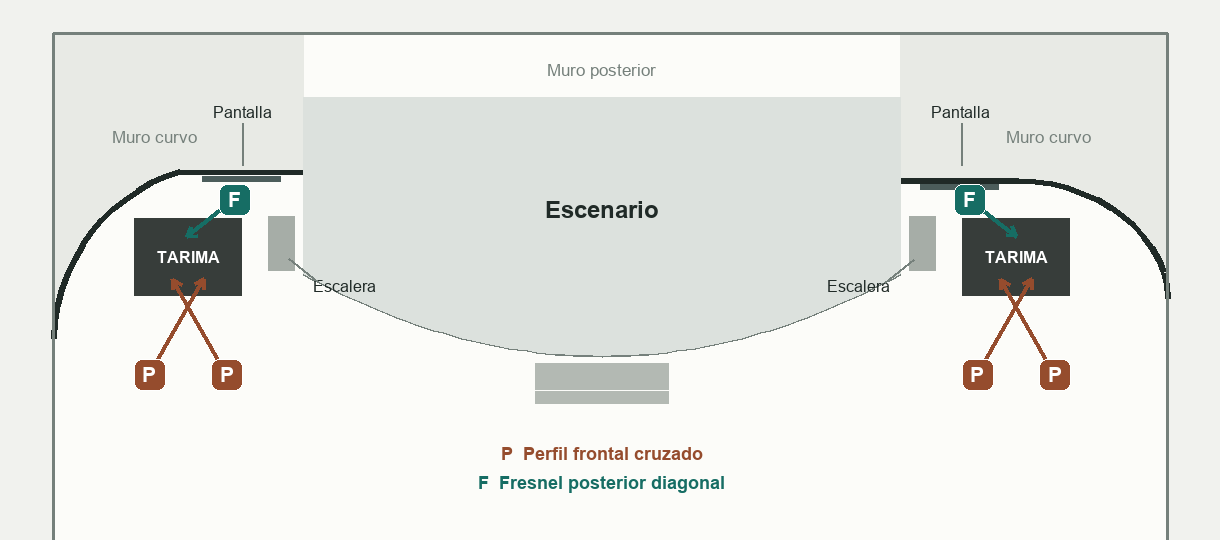 Muro posterior
Pantalla
Pantalla
Muro curvo
Muro curvo
F
F
Escenario
TARIMA
TARIMA
Escalera
Escalera
P
P
P
P
P Perfil frontal cruzado
F Fresnel posterior diagonal